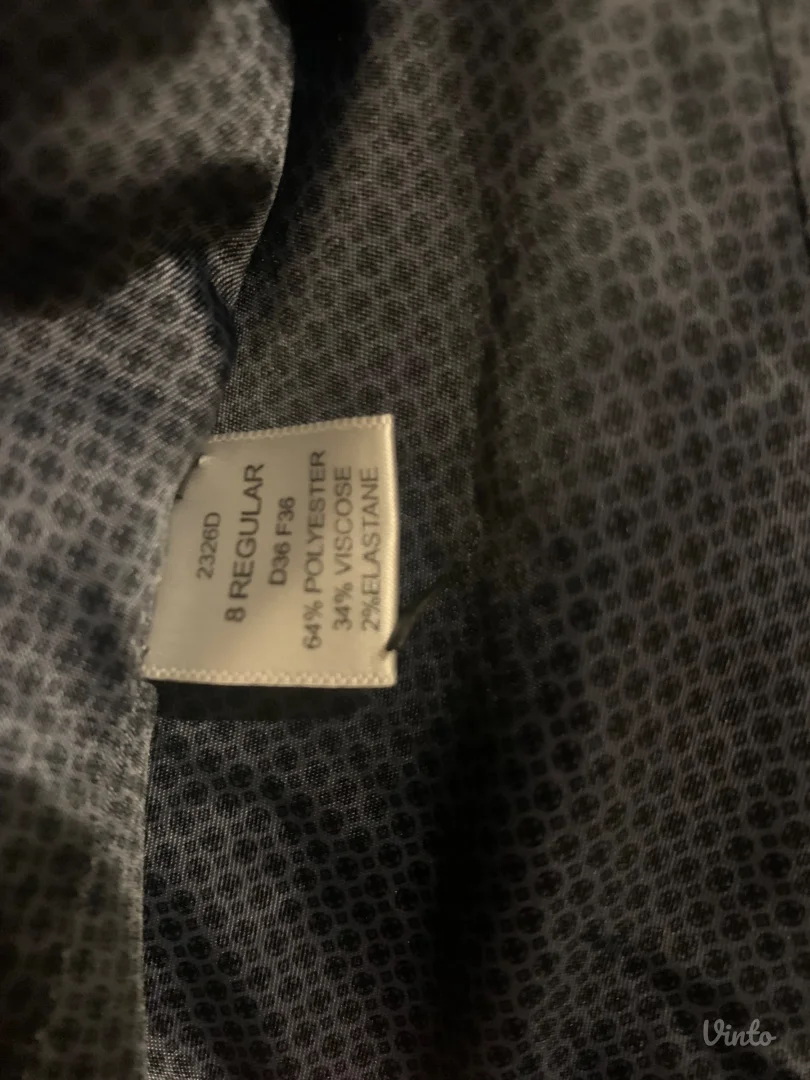 2326D
8 REGULAR
D36 F36
64% POLYESTER
34% VISCOSE
2%ELASTANE
Vinto